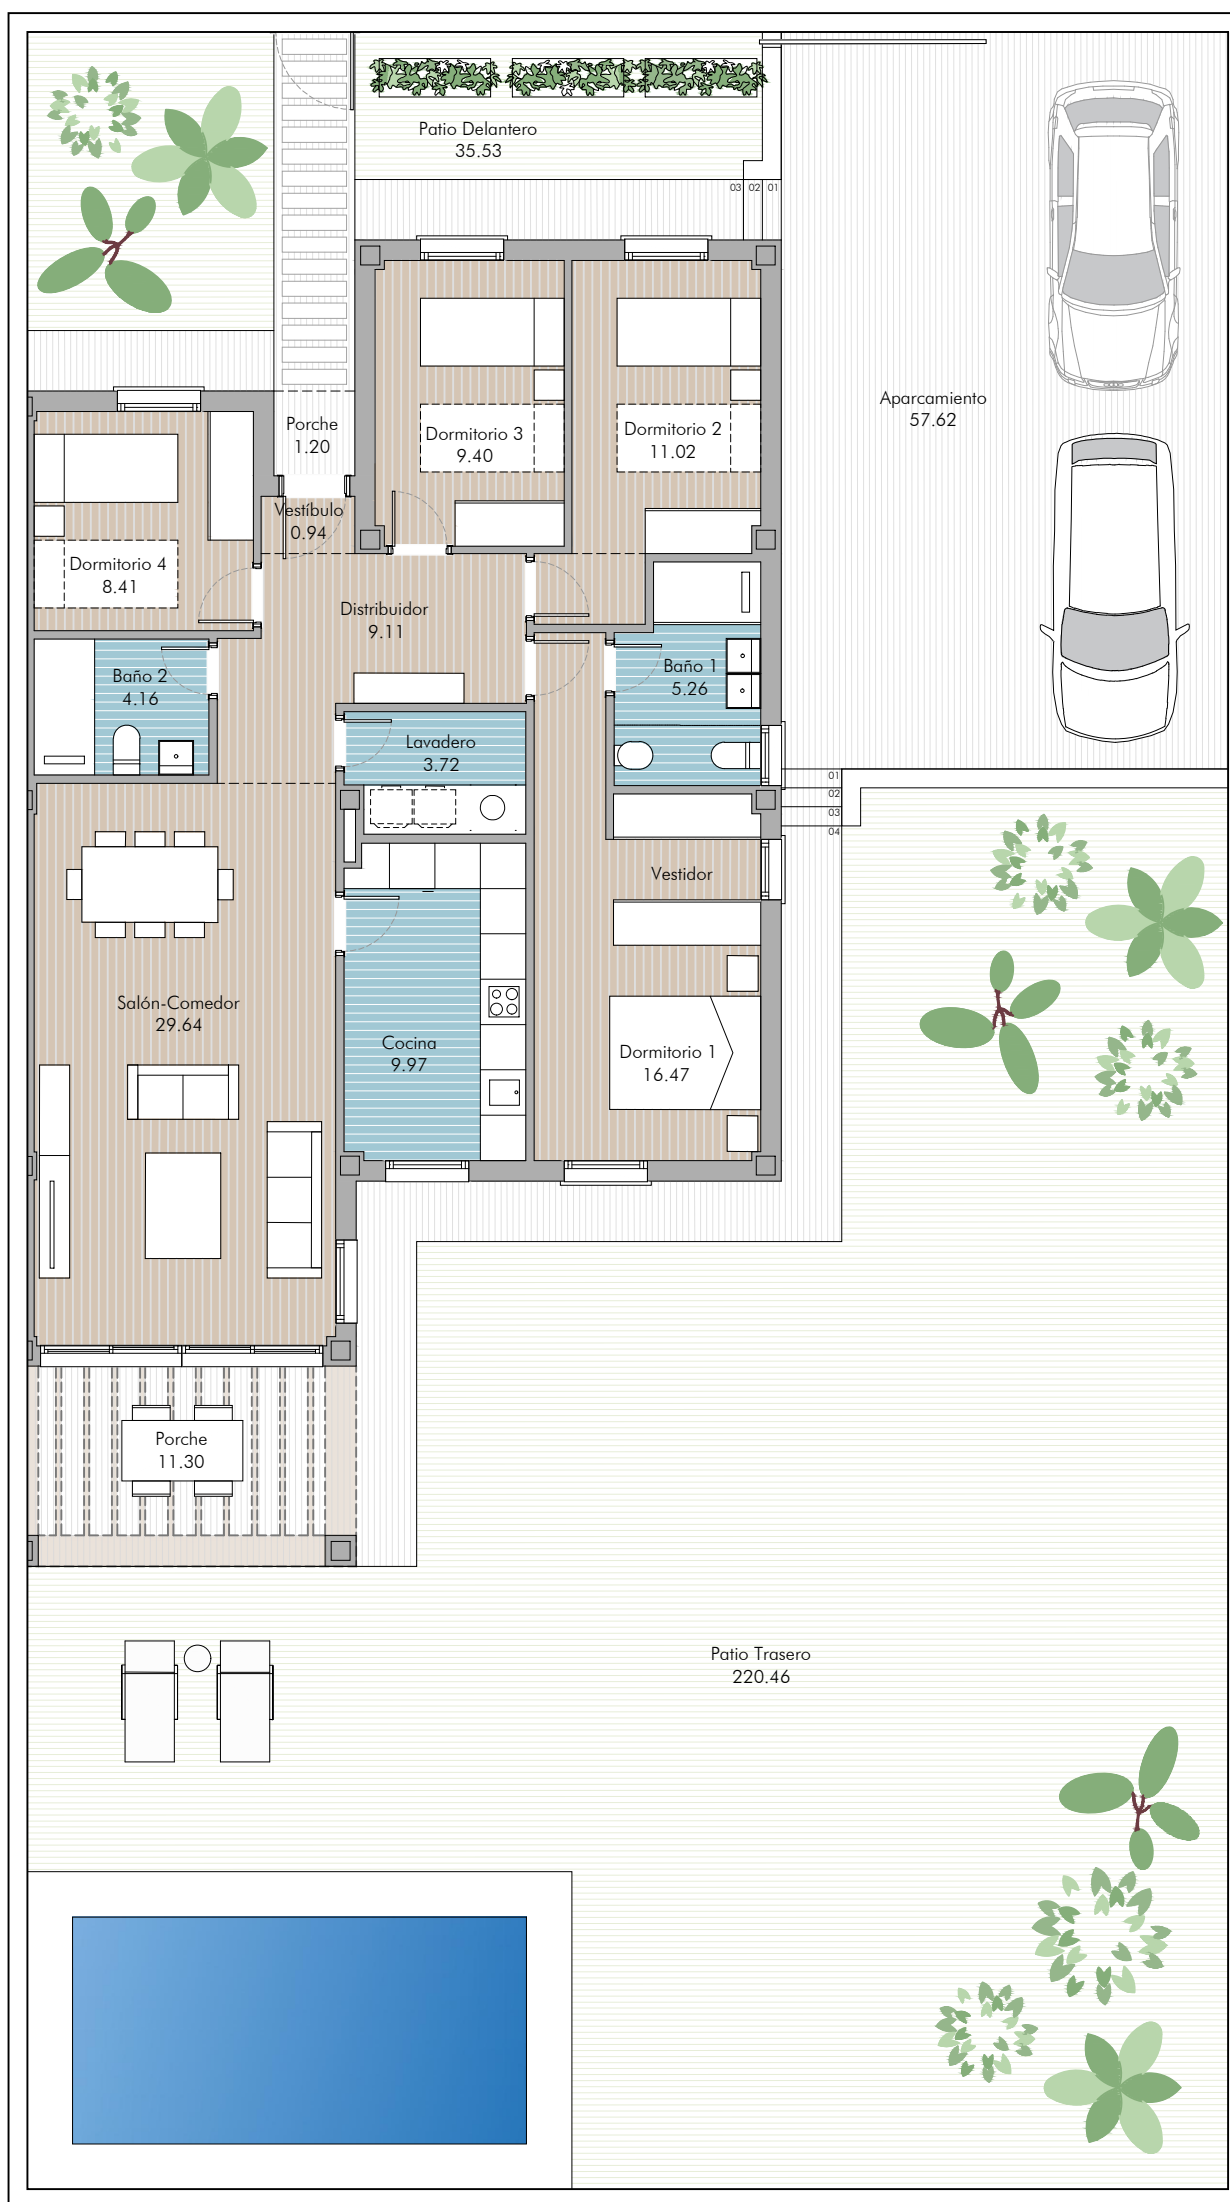 Patio Delantero
35.53
03 02 01
Aparcamiento
57.62
Porche
1.20
Dormitorio 3
9.40
Dormitorio 2
11.02
Vestíbulo
0.94
Dormitorio 4
8.41
Distribuidor
9.11
Baño 2
4.16
Baño 1
5.26
Lavadero
3.72
01
02
03
04
Vestidor
Salón-Comedor
29.64
Cocina
9.97
Dormitorio 1
16.47
Porche
11.30
Patio Trasero
220.46